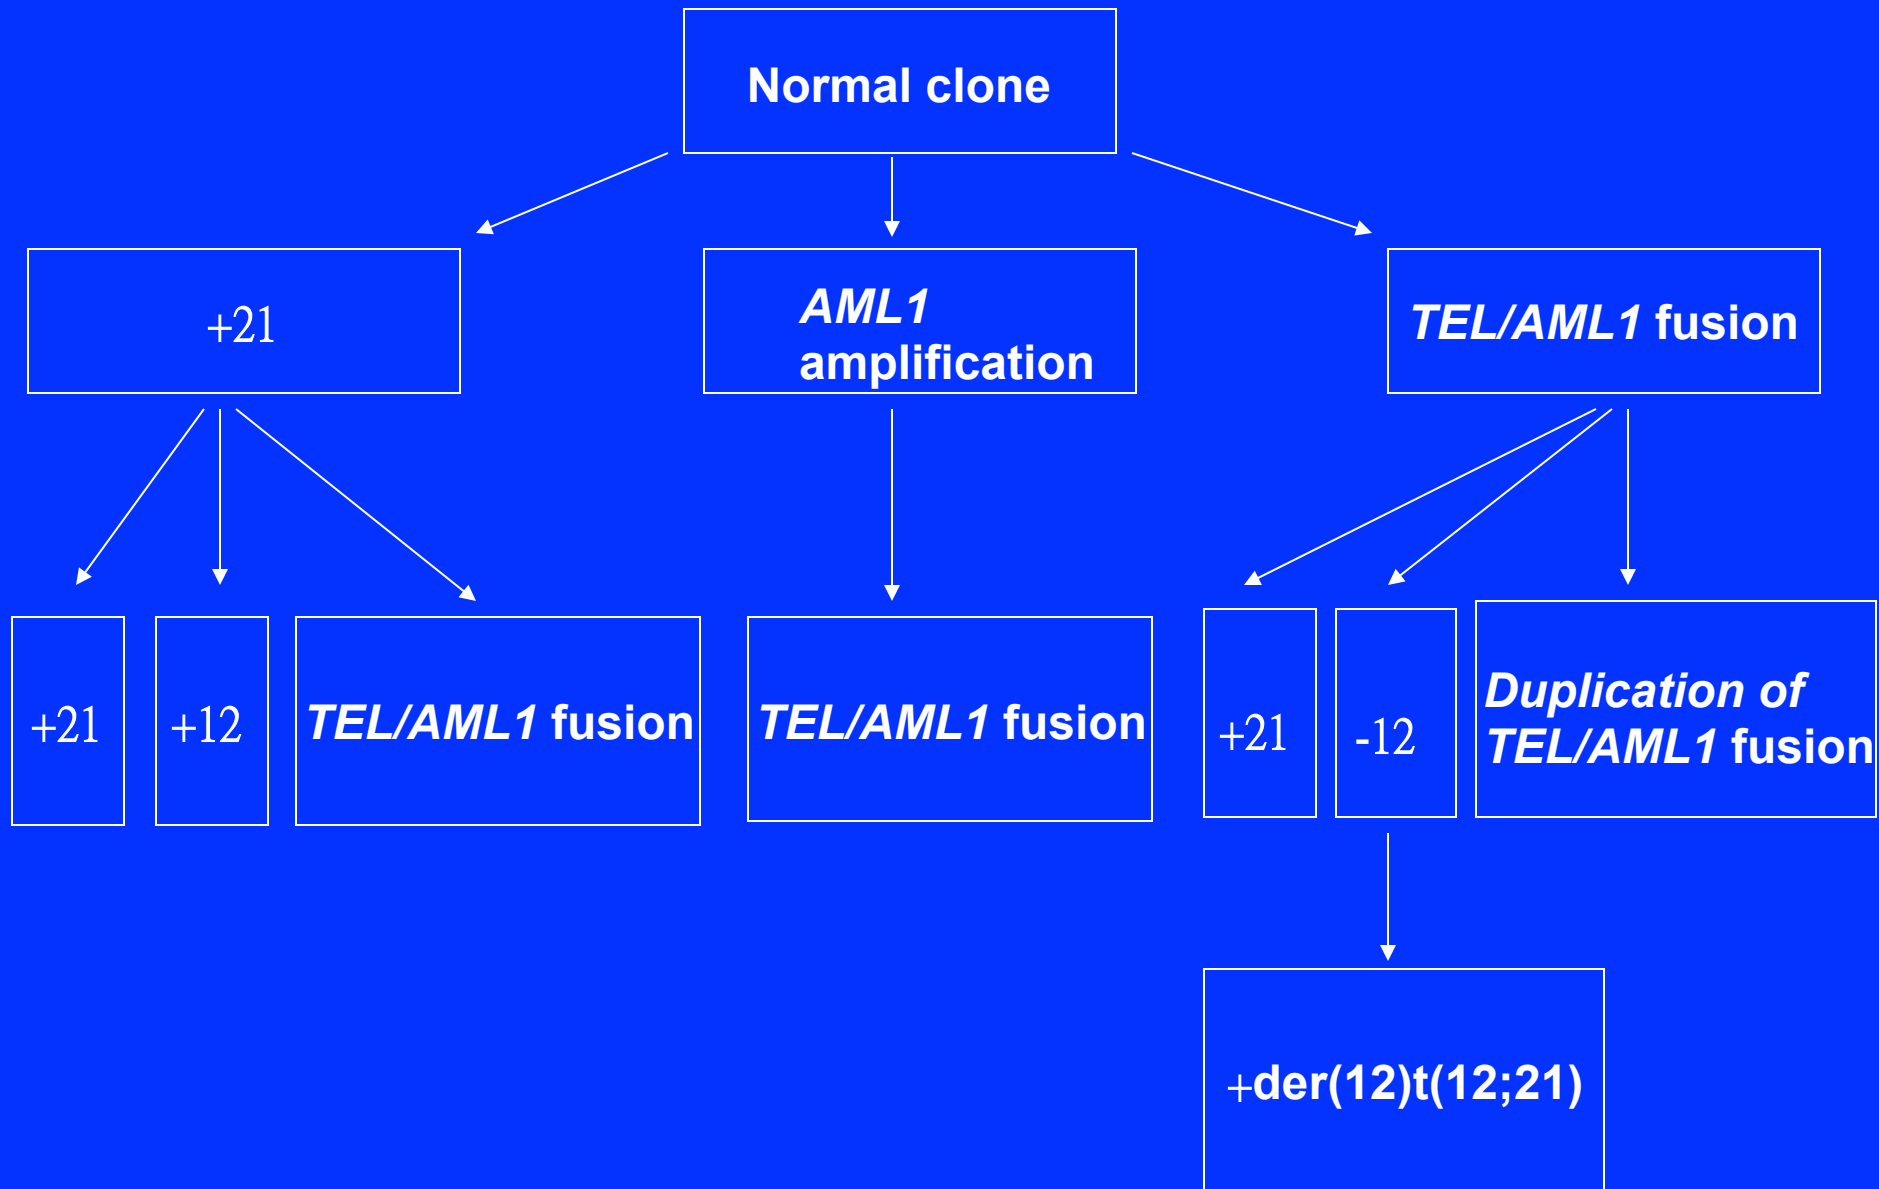 Normal clone
+21
AML1
amplification
TEL/AML1 fusion
+21
+12
TEL/AML1 fusion
TEL/AML1 fusion
+21
-12
Duplication of
TEL/AML1 fusion
+der(12)t(12;21)